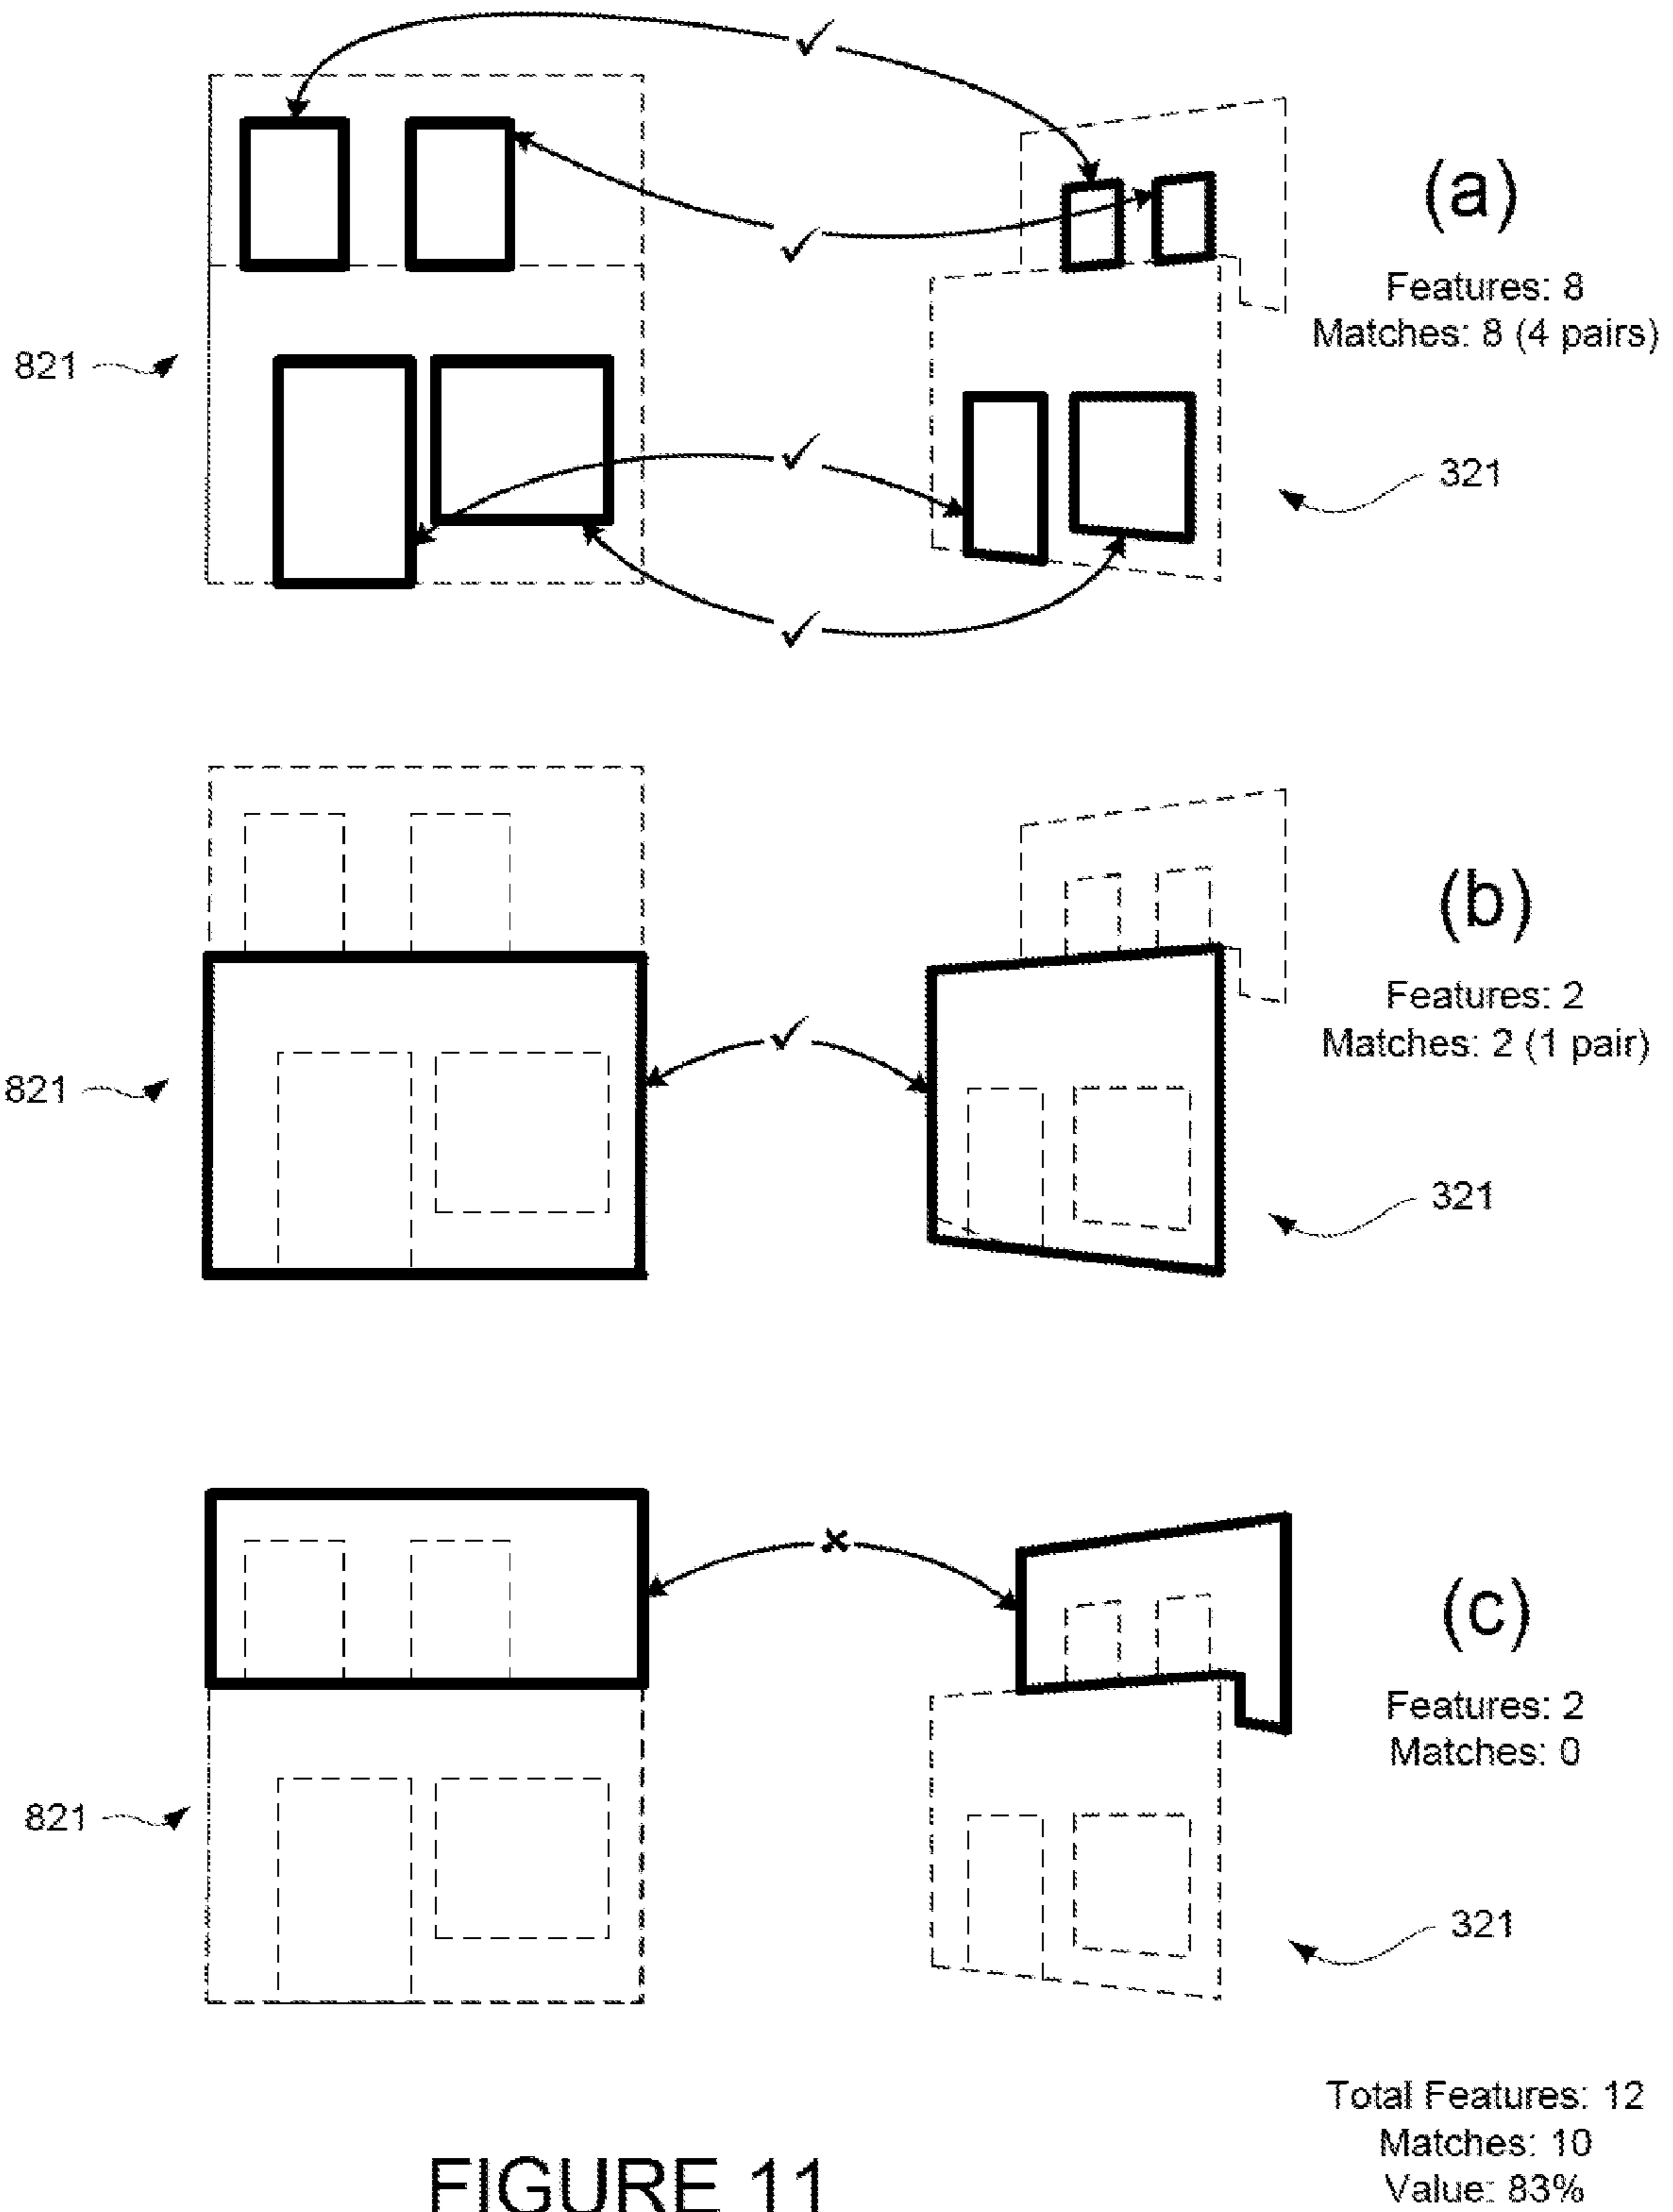 (a)
Features: 8
Matches: 8 (4 pairs)
821
321
(b)
Features: 2
Matches: 2 (1 pair)
821
321
(c)
Features: 2
Matches: 0
821
321
Total Features: 12
Matches: 10
Value: 83%
FIGURE 11